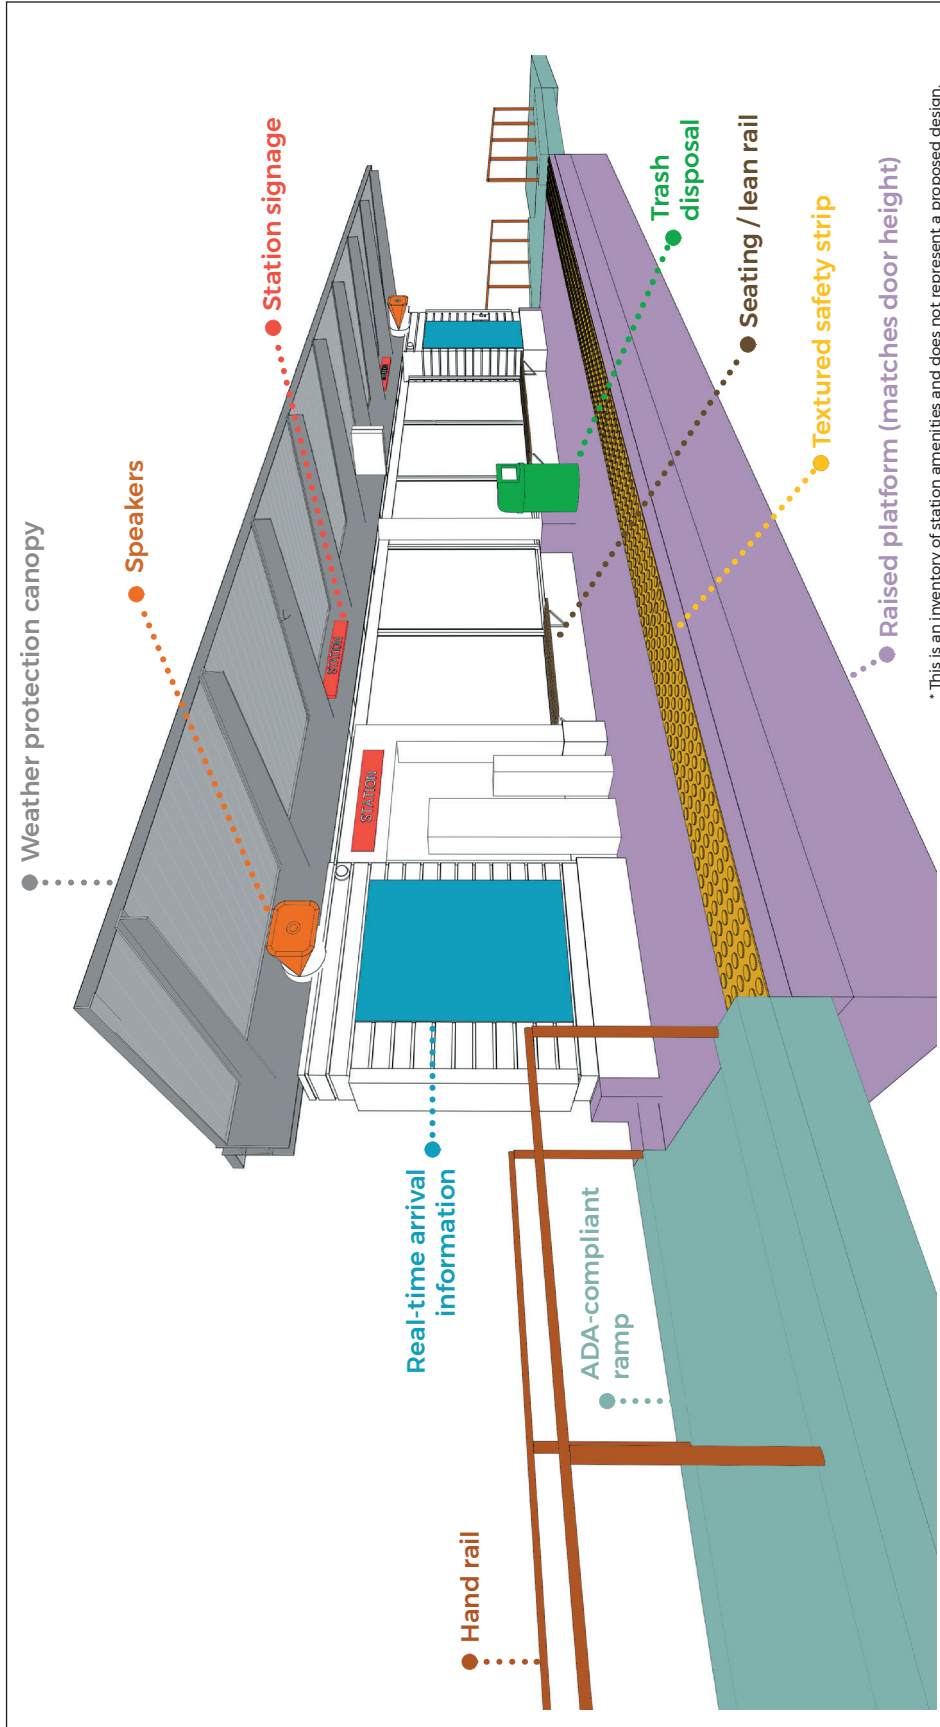 Weather protection canopy
Speakers
Station signage
STATION
STATION
Real-time arrival
information
Trash
disposal
Seating / lean rail
Textured safety strip
Raised platform (matches door height)
ADA-compliant
ramp
Hand rail
* This is an inventory of station amenities and does not represent a proposed design.